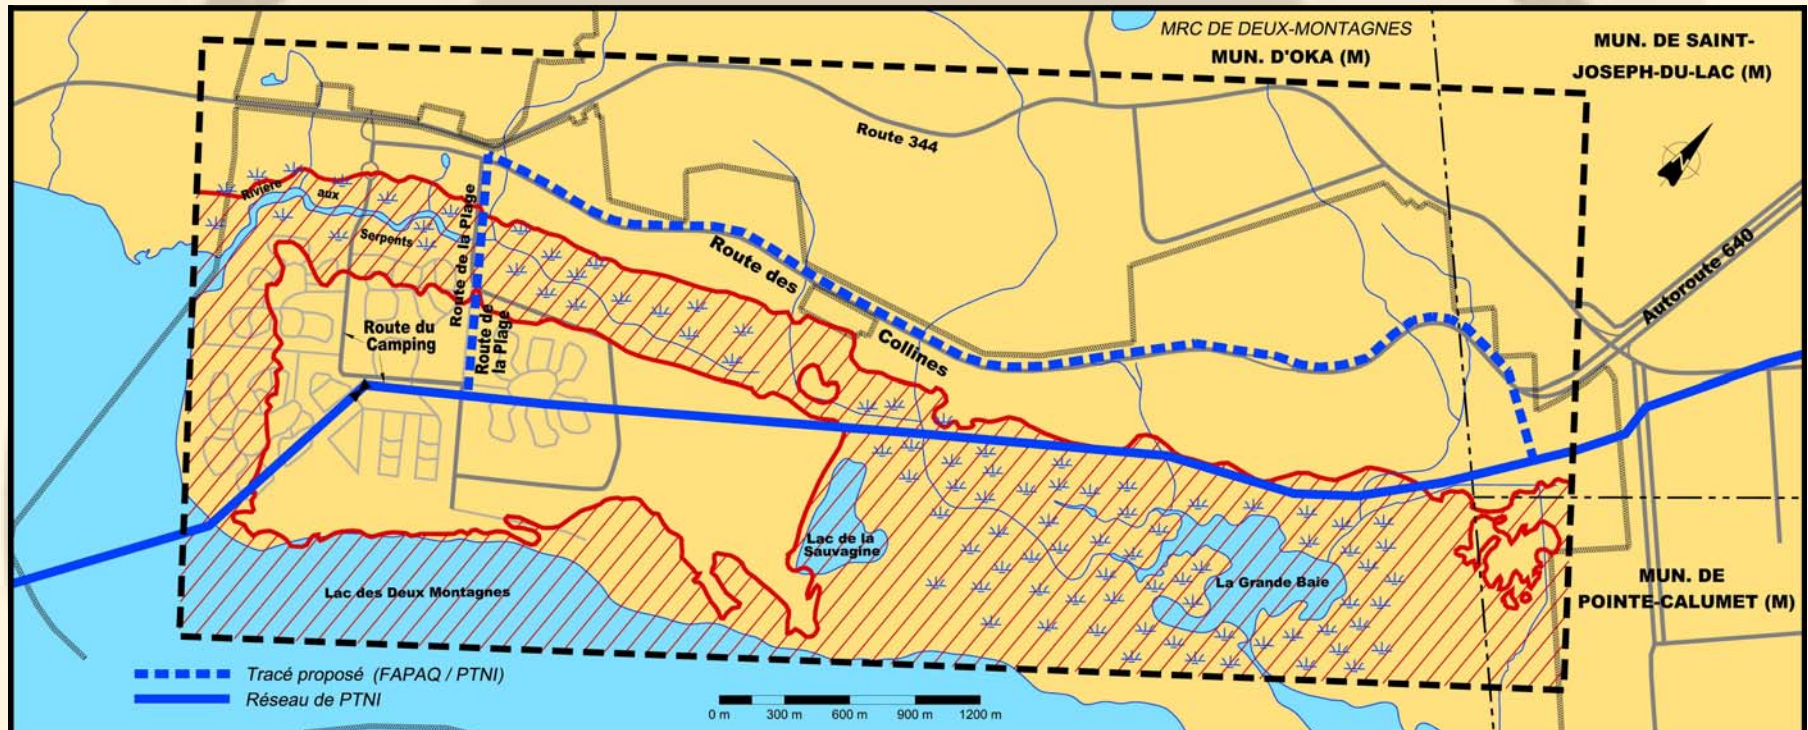 MRC DE DEUX-MONTAGNES
MUN. D'OKA (M)
MUN. DE SAINT-
JOSEPH-DU-LAC (M)
Route 344
N
Rivière
aux
Serpents
Route de la Plage
Route des
Colline​s
Autoroute 640
Route du
Camping
Route de
la Plage
Lac de la
Sauvagine
La Grande Baie
Lac des Deux Montagnes
MUN. DE
POINTE-CALUMET (M)
Tracé proposé (FAPAQ / PTNI)
Réseau de PTNI
0 m 300 m 600 m 900 m 1200 m